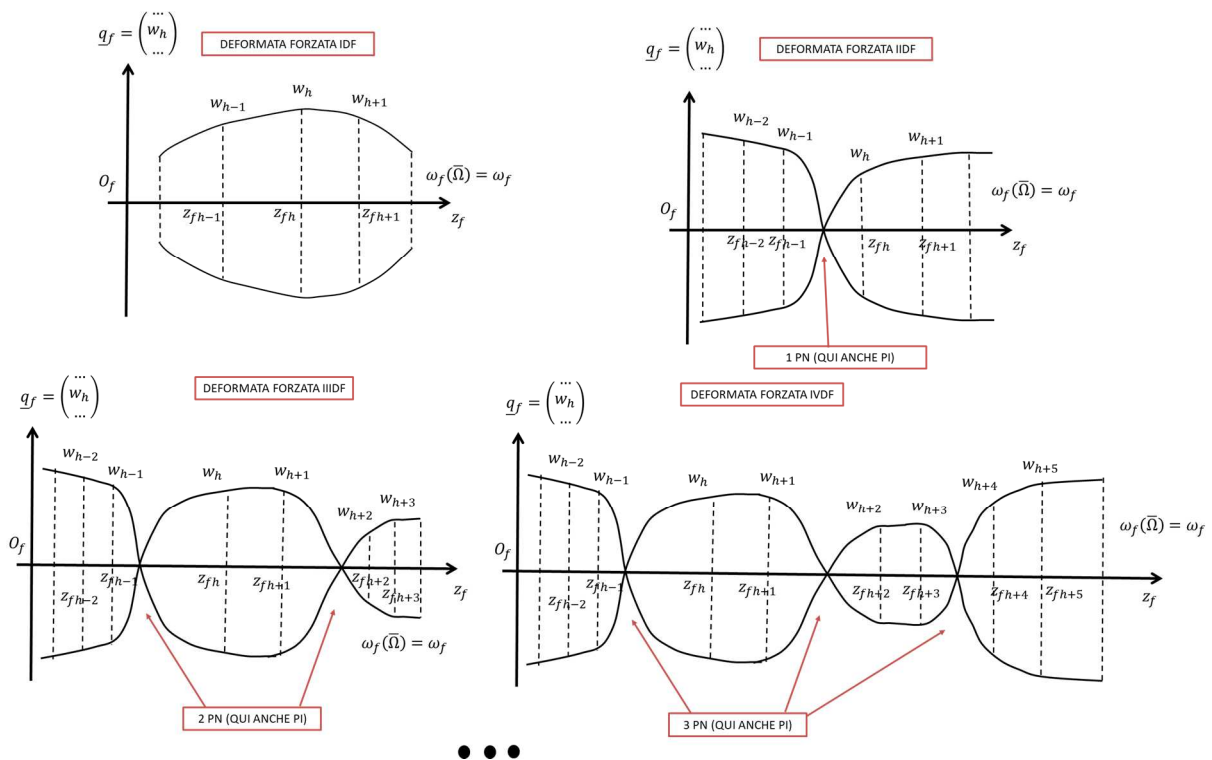 q_f = (... w_h ...)
DEFORMATA FORZATA IDF
w_{h-1}
w_h
w_{h+1}
O_f
ω_f(Ω̅) = ω_f
z_{fh-1}
z_{fh}
z_{fh+1}
z_f
q_f = (... w_h ...)
DEFORMATA FORZATA IIDF
w_{h-2}
w_{h-1}
w_h
w_{h+1}
ω_f(Ω̅) = ω_f
O_f
z_{fh-2}
z_{fh-1}
z_{fh}
z_{fh+1}
z_f
1 PN (QUI ANCHE PI)
q_f = (... w_h ...)
DEFORMATA FORZATA IIIDF
w_{h-2}
w_{h-1}
w_h
w_{h+1}
w_{h+2}
w_{h+3}
O_f
z_{fh-2}
z_{fh-1}
z_{fh}
z_{fh+1}
z_{fh+2}
z_{fh+3}
z_f
ω_f(Ω̅) = ω_f
2 PN (QUI ANCHE PI)
q_f = (... w_h ...)
DEFORMATA FORZATA IVDF
w_{h-2}
w_{h-1}
w_h
w_{h+1}
w_{h+2}
w_{h+3}
w_{h+4}
w_{h+5}
ω_f(Ω̅) = ω_f
O_f
z_{fh-2}
z_{fh-1}
z_{fh}
z_{fh+1}
z_{fh+2}
z_{fh+3}
z_{fh+4}
z_{fh+5}
z_f
3 PN (QUI ANCHE PI)